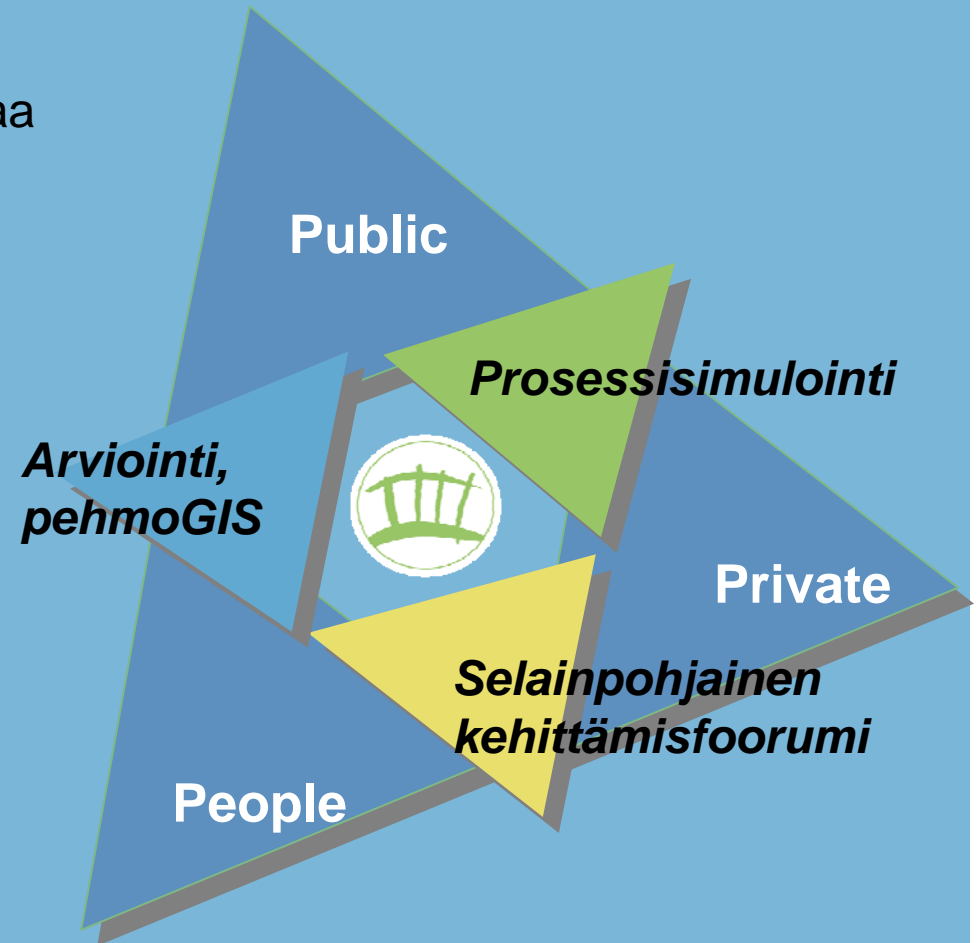 aa
Public
Prosessisimulointi
Arviointi,
pehmoGIS
Private
Selainpohjainen
kehittämisfoorumi
People